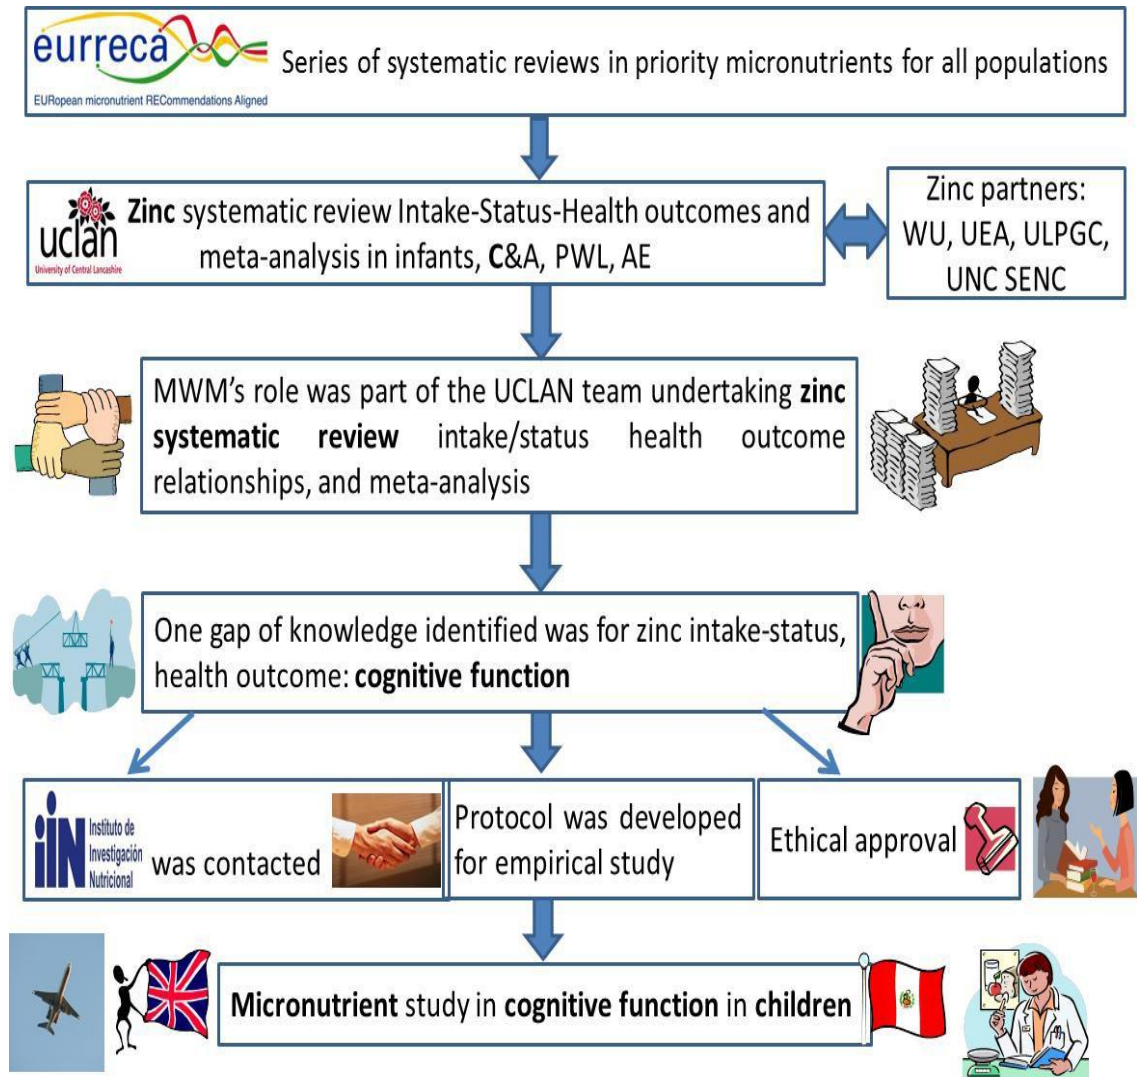 eurreca
EURopean micronutrient RECommendations Aligned
Series of systematic reviews in priority micronutrients for all populations
uclan
University of Central Lancashire
Zinc systematic review Intake-Status-Health outcomes and
meta-analysis in infants, C&A, PWL, AE
Zinc partners:
WU, UEA, ULPGC,
UNC SENC
MWM's role was part of the UCLAN team undertaking zinc
systematic review intake/status health outcome
relationships, and meta-analysis
One gap of knowledge identified was for zinc intake-status,
health outcome: cognitive function
iiN
Instituto de
Investigación
Nutricional
was contacted
Protocol was developed
for empirical study
Ethical approval
Micronutrient study in cognitive function in children